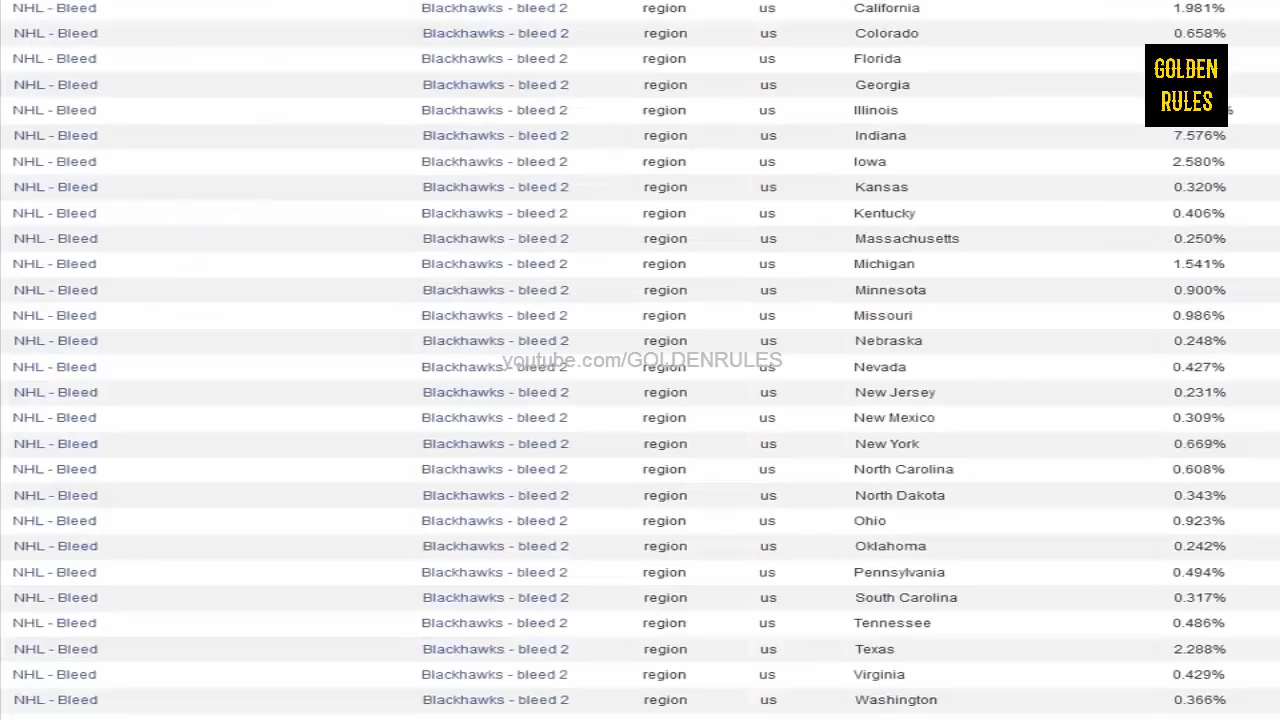 NHL - Bleed Blackhawks - bleed 2 region us California 1.981%
NHL - Bleed Blackhawks - bleed 2 region us Colorado 0.658%
NHL - Bleed Blackhawks - bleed 2 region us Florida
NHL - Bleed Blackhawks - bleed 2 region us Georgia
NHL - Bleed Blackhawks - bleed 2 region us Illinois %
NHL - Bleed Blackhawks - bleed 2 region us Indiana 7.576%
NHL - Bleed Blackhawks - bleed 2 region us Iowa 2.580%
NHL - Bleed Blackhawks - bleed 2 region us Kansas 0.320%
NHL - Bleed Blackhawks - bleed 2 region us Kentucky 0.406%
NHL - Bleed Blackhawks - bleed 2 region us Massachusetts 0.250%
NHL - Bleed Blackhawks - bleed 2 region us Michigan 1.541%
NHL - Bleed Blackhawks - bleed 2 region us Minnesota 0.900%
NHL - Bleed Blackhawks - bleed 2 region us Missouri 0.986%
NHL - Bleed Blackhawks - bleed 2 region us Nebraska 0.248%
NHL - Bleed Blackhawks - bleed 2 region us Nevada 0.427%
NHL - Bleed Blackhawks - bleed 2 region us New Jersey 0.231%
NHL - Bleed Blackhawks - bleed 2 region us New Mexico 0.309%
NHL - Bleed Blackhawks - bleed 2 region us New York 0.669%
NHL - Bleed Blackhawks - bleed 2 region us North Carolina 0.608%
NHL - Bleed Blackhawks - bleed 2 region us North Dakota 0.343%
NHL - Bleed Blackhawks - bleed 2 region us Ohio 0.923%
NHL - Bleed Blackhawks - bleed 2 region us Oklahoma 0.242%
NHL - Bleed Blackhawks - bleed 2 region us Pennsylvania 0.494%
NHL - Bleed Blackhawks - bleed 2 region us South Carolina 0.317%
NHL - Bleed Blackhawks - bleed 2 region us Tennessee 0.486%
NHL - Bleed Blackhawks - bleed 2 region us Texas 2.288%
NHL - Bleed Blackhawks - bleed 2 region us Virginia 0.429%
NHL - Bleed Blackhawks - bleed 2 region us Washington 0.366%
GOLDEN
RULES
youtube.com/GOLDENRULES